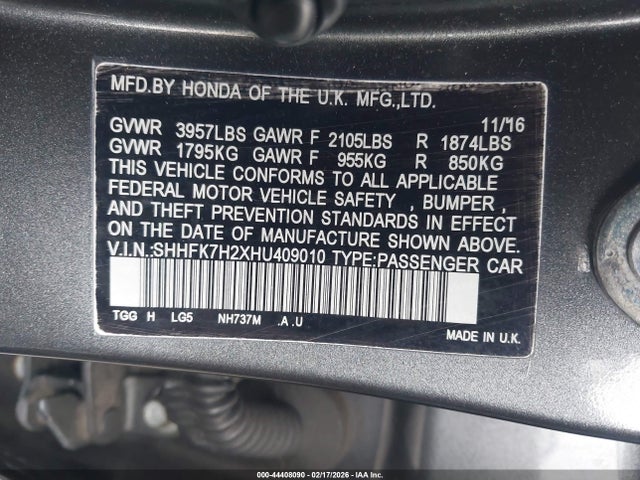 MFD.BY HONDA OF THE U.K. MFG.,LTD.
11/16
GVWR 3957LBS GAWR F 2105LBS R 1874LBS
GVWR 1795KG GAWR F 955KG R 850KG
THIS VEHICLE CONFORMS TO ALL APPLICABLE
FEDERAL MOTOR VEHICLE SAFETY , BUMPER ,
AND THEFT PREVENTION STANDARDS IN EFFECT
ON THE DATE OF MANUFACTURE SHOWN ABOVE.
V.I.N.:SHHFK7H2XHU409010 TYPE:PASSENGER CAR
TGG H LG5 NH737M .A .U
MADE IN U.K.
000-44408090 - 02/17/2026 - IAA Inc.